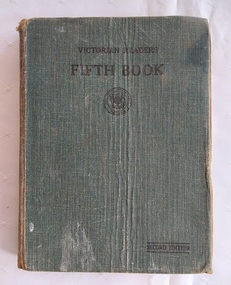 VICTORIAN READERS
FIFTH BOOK
SECOND EDITION